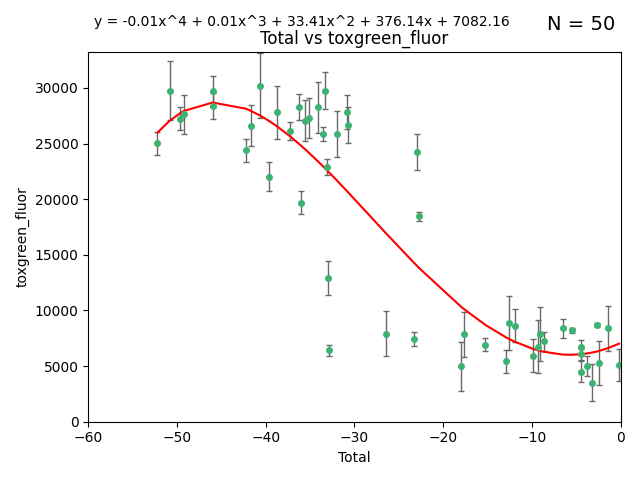 y = -0.01x^4 + 0.01x^3 + 33.41x^2 + 376.14x + 7082.16
N = 50
Total vs toxgreen_fluor
30000
25000
20000
15000
10000
5000
0
toxgreen_fluor
−60
−50
−40
−30
−20
−10
0
Total